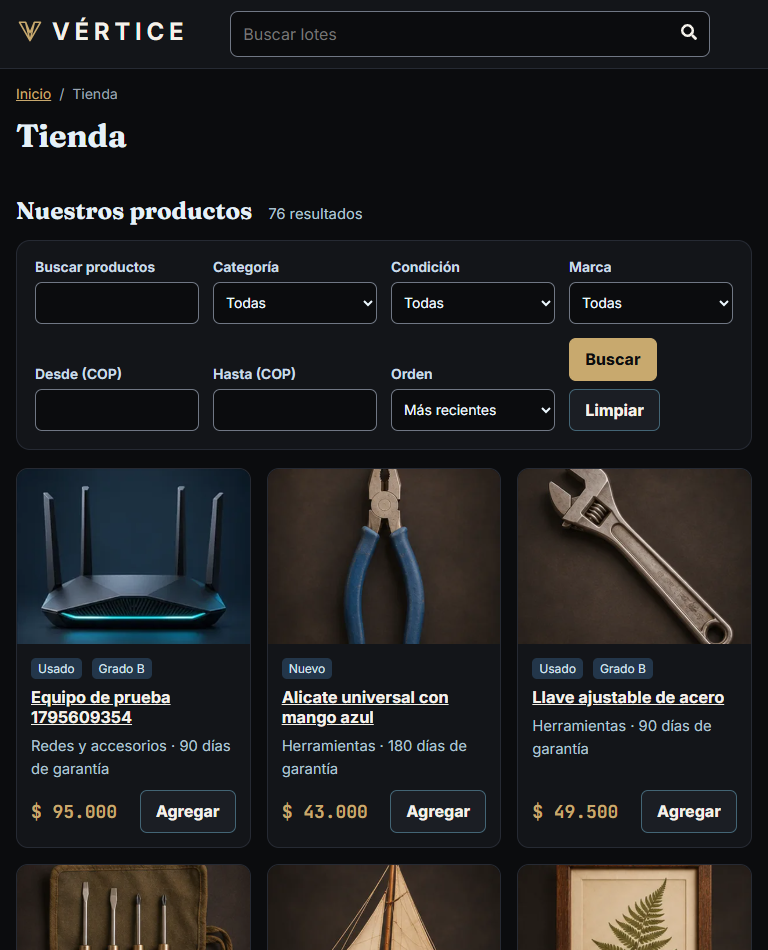 VÉRTICE
Buscar lotes
Inicio / Tienda
Tienda
Nuestros productos 76 resultados
Buscar productos Categoría Condición Marca
Todas Todas Todas
Buscar
Desde (COP) Hasta (COP) Orden
Más recientes Limpiar
Usado Grado B
Equipo de prueba
1795609354
Redes y accesorios · 90 días
de garantía
$ 95.000 Agregar
Nuevo
Alicate universal con
mango azul
Herramientas · 180 días de
garantía
$ 43.000 Agregar
Usado Grado B
Llave ajustable de acero
Herramientas · 90 días de
garantía
$ 49.500 Agregar